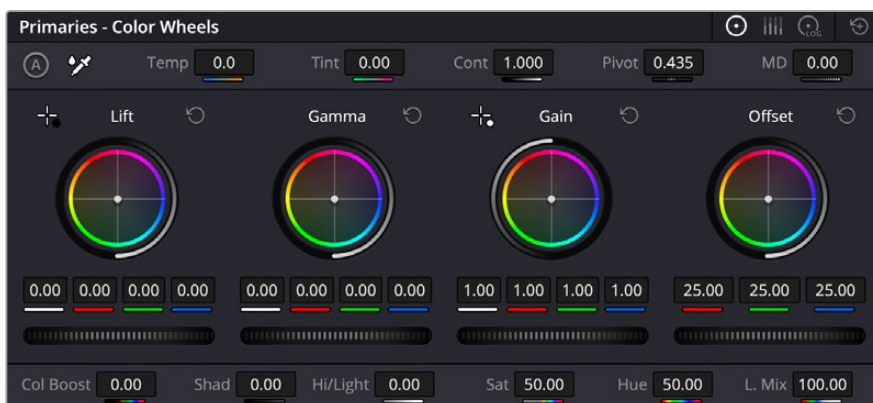 Primaries - Color Wheels
LOG
A Temp 0.0 Tint 0.00 Cont 1.000 Pivot 0.435 MD 0.00
Lift Gamma Gain Offset
0.00 0.00 0.00 0.00 0.00 0.00 0.00 0.00 1.00 1.00 1.00 1.00 25.00 25.00 25.00
Col Boost 0.00 Shad 0.00 Hi/Light 0.00 Sat 50.00 Hue 50.00 L. Mix 100.00